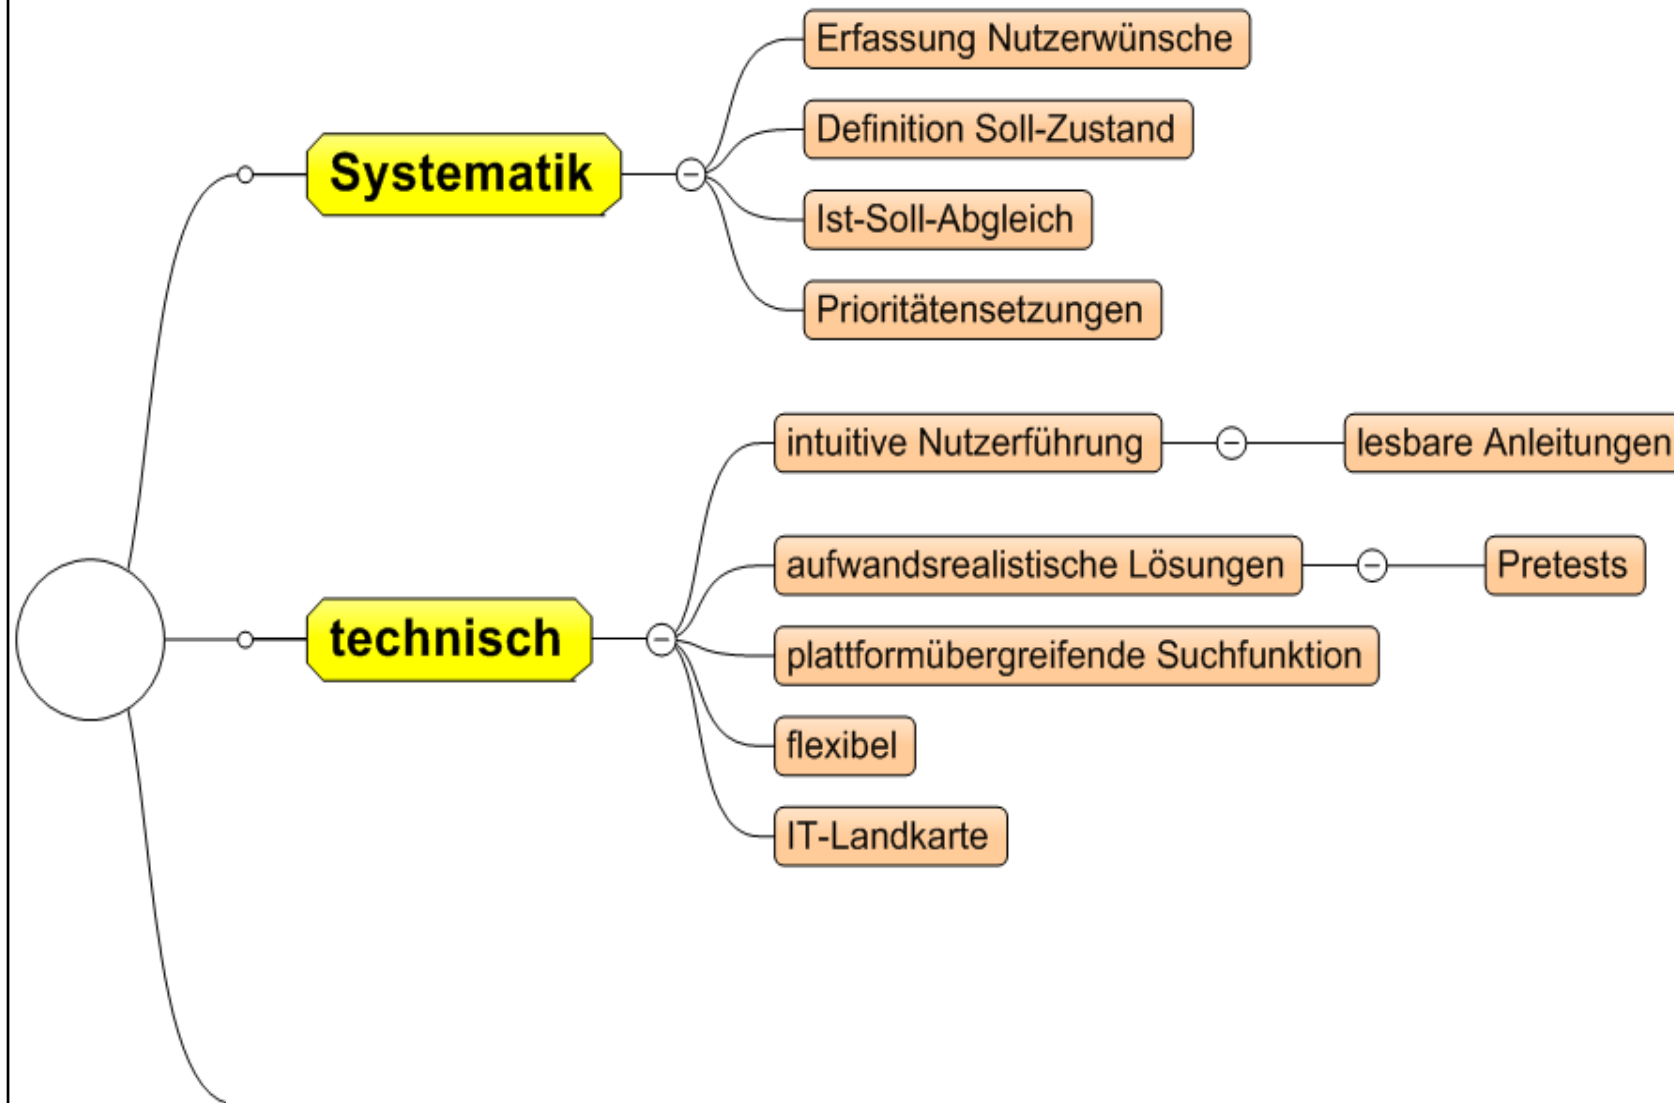 Systematik
Erfassung Nutzerwünsche
Definition Soll-Zustand
Ist-Soll-Abgleich
Prioritätensetzungen
technisch
intuitive Nutzerführung
lesbare Anleitungen
aufwandsrealistische Lösungen
Pretests
plattformübergreifende Suchfunktion
flexibel
IT-Landkarte